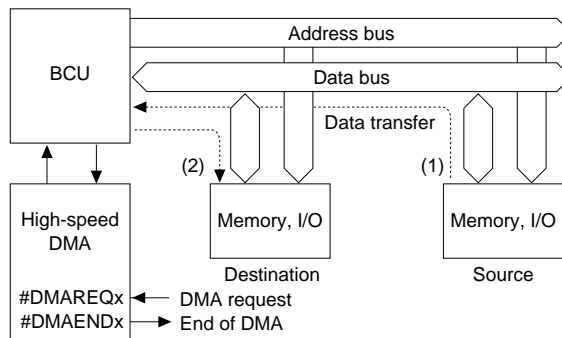 Address bus
BCU
Data bus
Data transfer
(2)
(1)
High-speed
DMA
Memory, I/O
Memory, I/O
Destination
Source
#DMAREQx
DMA request
#DMAENDx
End of DMA